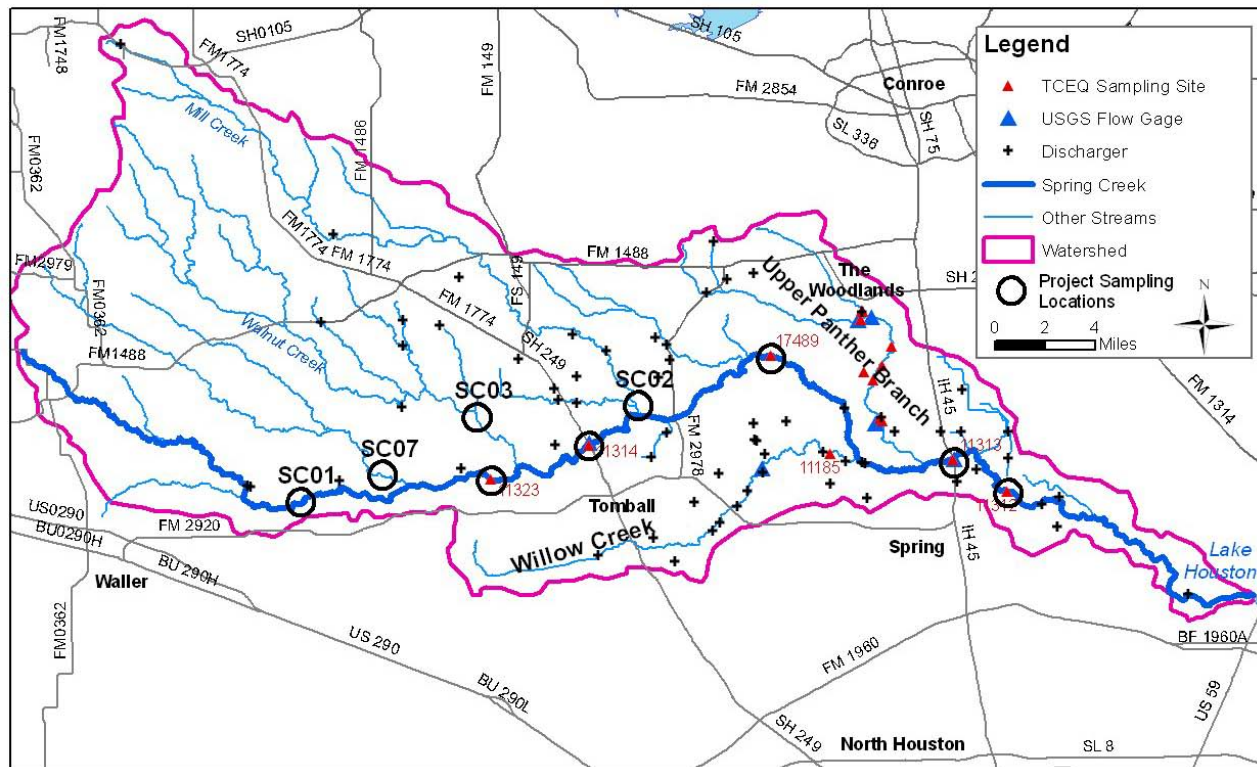 FM1748
SH0105
FM1774
FM 149
SH 105
FM 2854
Conroe
SL 336
SH 75
Legend
TCEQ Sampling Site
USGS Flow Gage
Discharger
Spring Creek
Other Streams
Watershed
Project Sampling
Locations
N
0 2 4
Miles
Mill Creek
FM 1486
FM0362
FM1774
FM 1774
FM 1488
FM2979
FM0362
FS 149
FM 1774
SH 249
The
Woodlands
SH 2
Upper Panther Branch
Walnut Creek
FM1488
17489
SC03
SC02
IH 45
FM 1314
SC07
1314
FM 2978
11313
11185
SC01
11323
11312
US0290
BU0290H
FM 2920
Tomball
Willow Creek
Spring
IH 45
Lake
Houston
Waller
BU 290H
FM0362
US 290
FM 1960
BF 1960A
BU 290L
US 59
SH 249
North Houston
SL 8